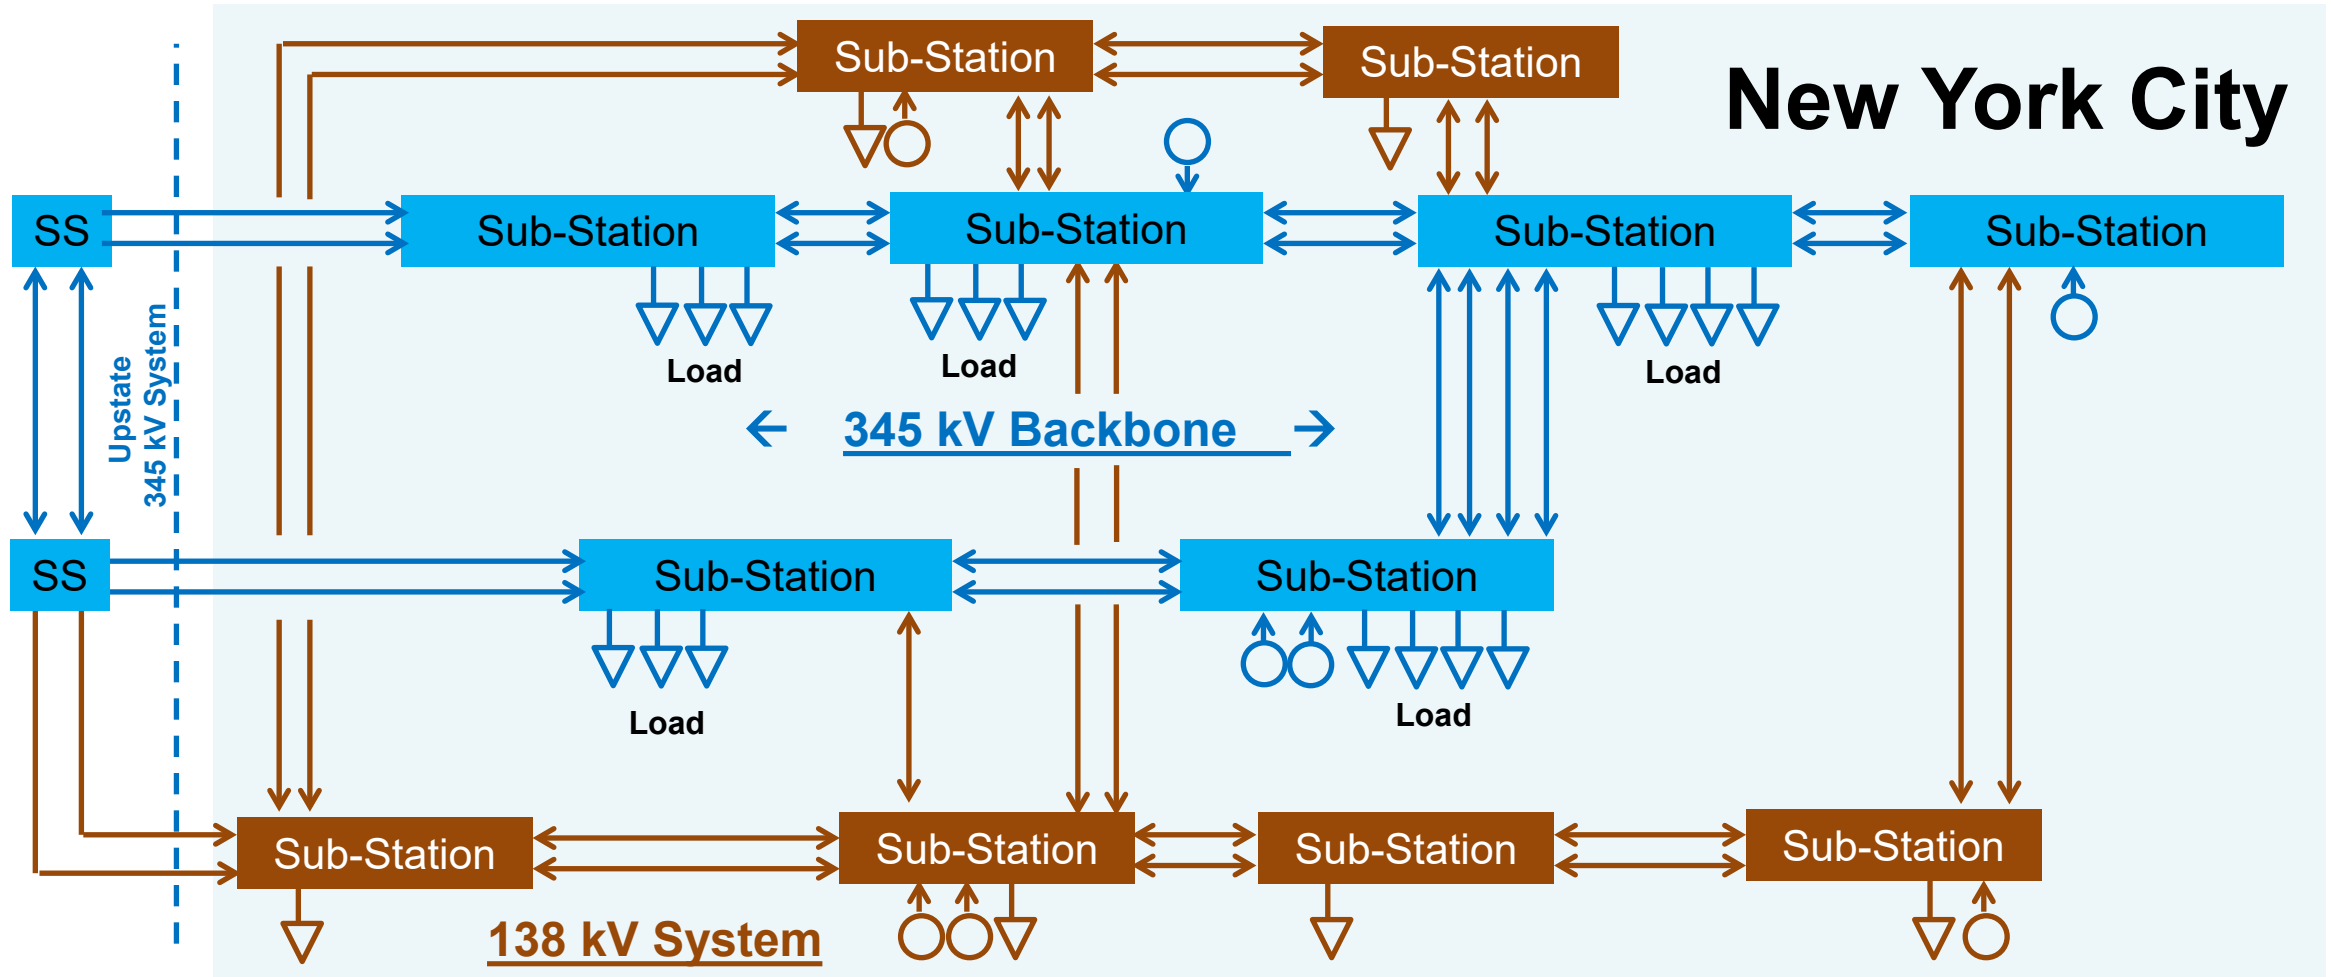 Sub-Station
Sub-Station
New York City
SS
Sub-Station
Sub-Station
Sub-Station
Sub-Station
Upstate
345 kV System
Load
Load
Load
345 kV Backbone
SS
Sub-Station
Sub-Station
Load
Load
Sub-Station
Sub-Station
Sub-Station
Sub-Station
138 kV System